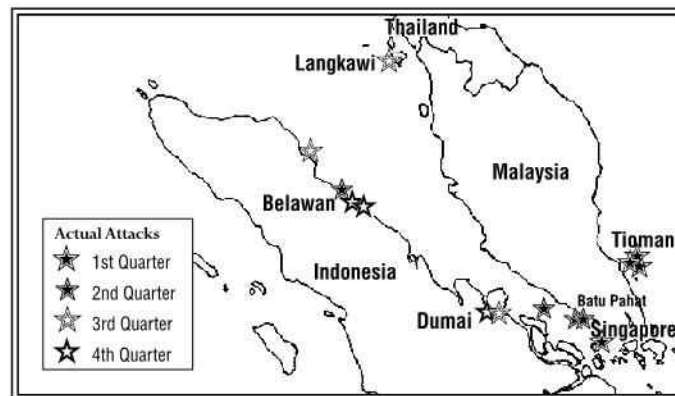 Thailand
Langkawi
Malaysia
Belawan
Tioman
Actual Attacks
1st Quarter
2nd Quarter
3rd Quarter
4th Quarter
Indonesia
Batu Pahat
Dumai
Singapore